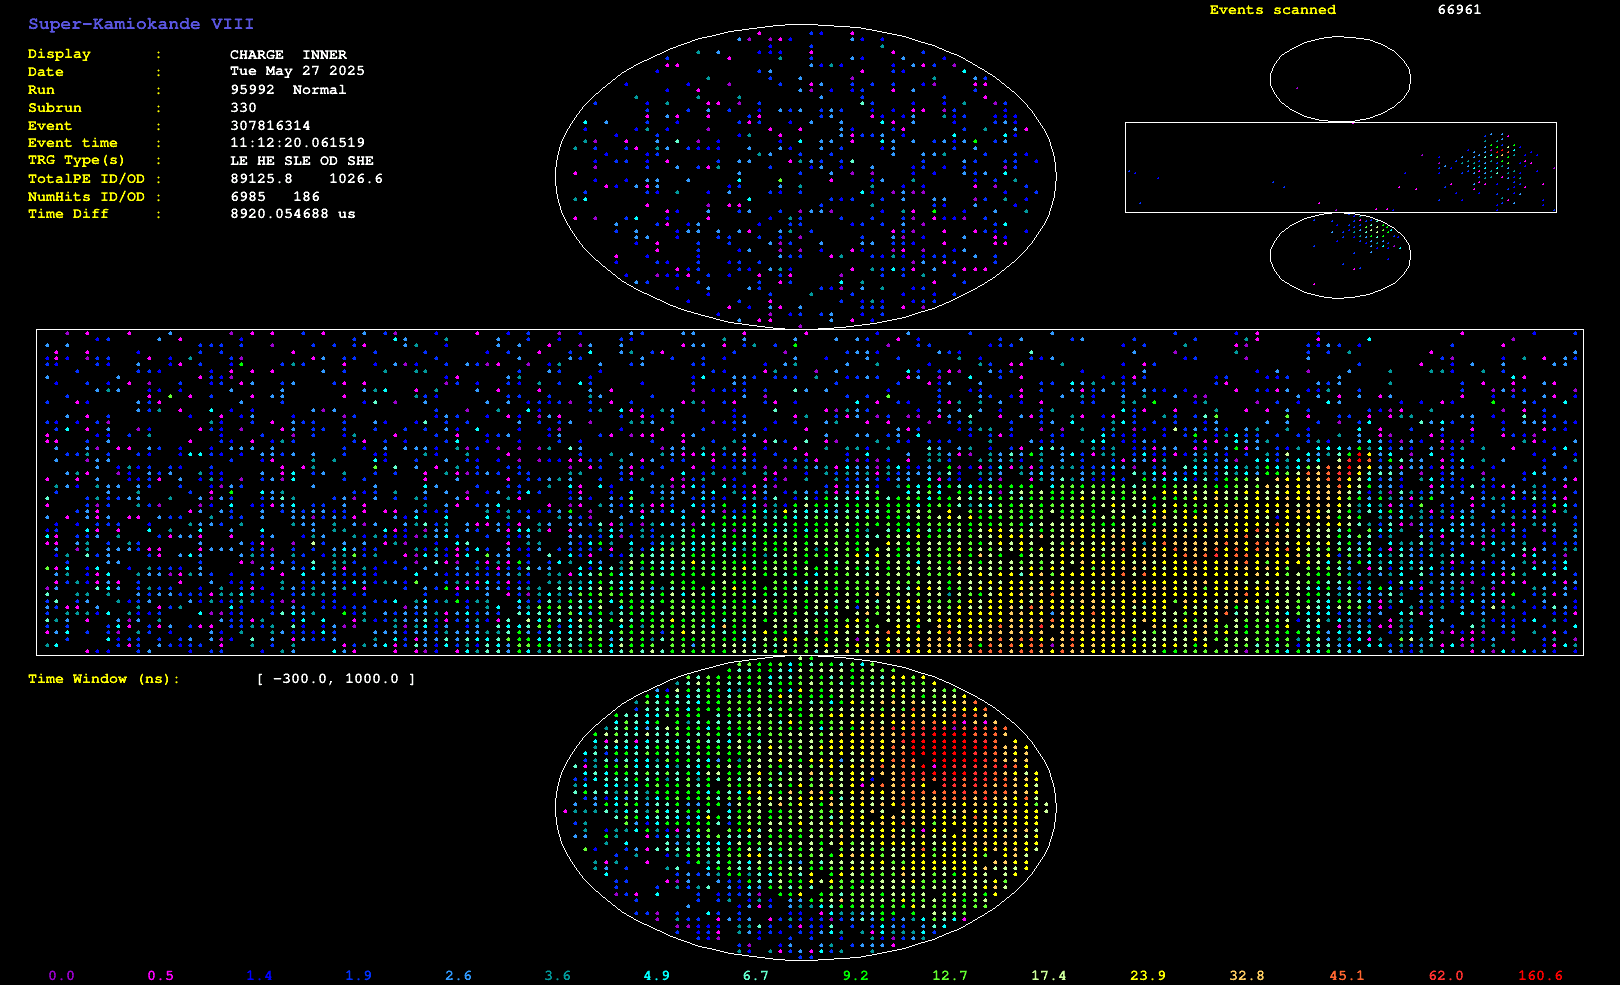 Super-Kamiokande VIII
Events scanned 66961
Display : CHARGE INNER
Date : Tue May 27 2025
Run : 95992 Normal
Subrun : 330
Event : 307816314
Event time : 11:12:20.061519
TRG Type(s) : LE HE SLE OD SHE
TotalPE ID/OD : 89125.8 1026.6
NumHits ID/OD : 6985 186
Time Diff : 8920.054688 us
Time Window (ns): [ -300.0, 1000.0 ]
0.0 0.5 1.4 1.9 2.6 3.6 4.9 6.7 9.2 12.7 17.4 23.9 32.8 45.1 62.0 160.6